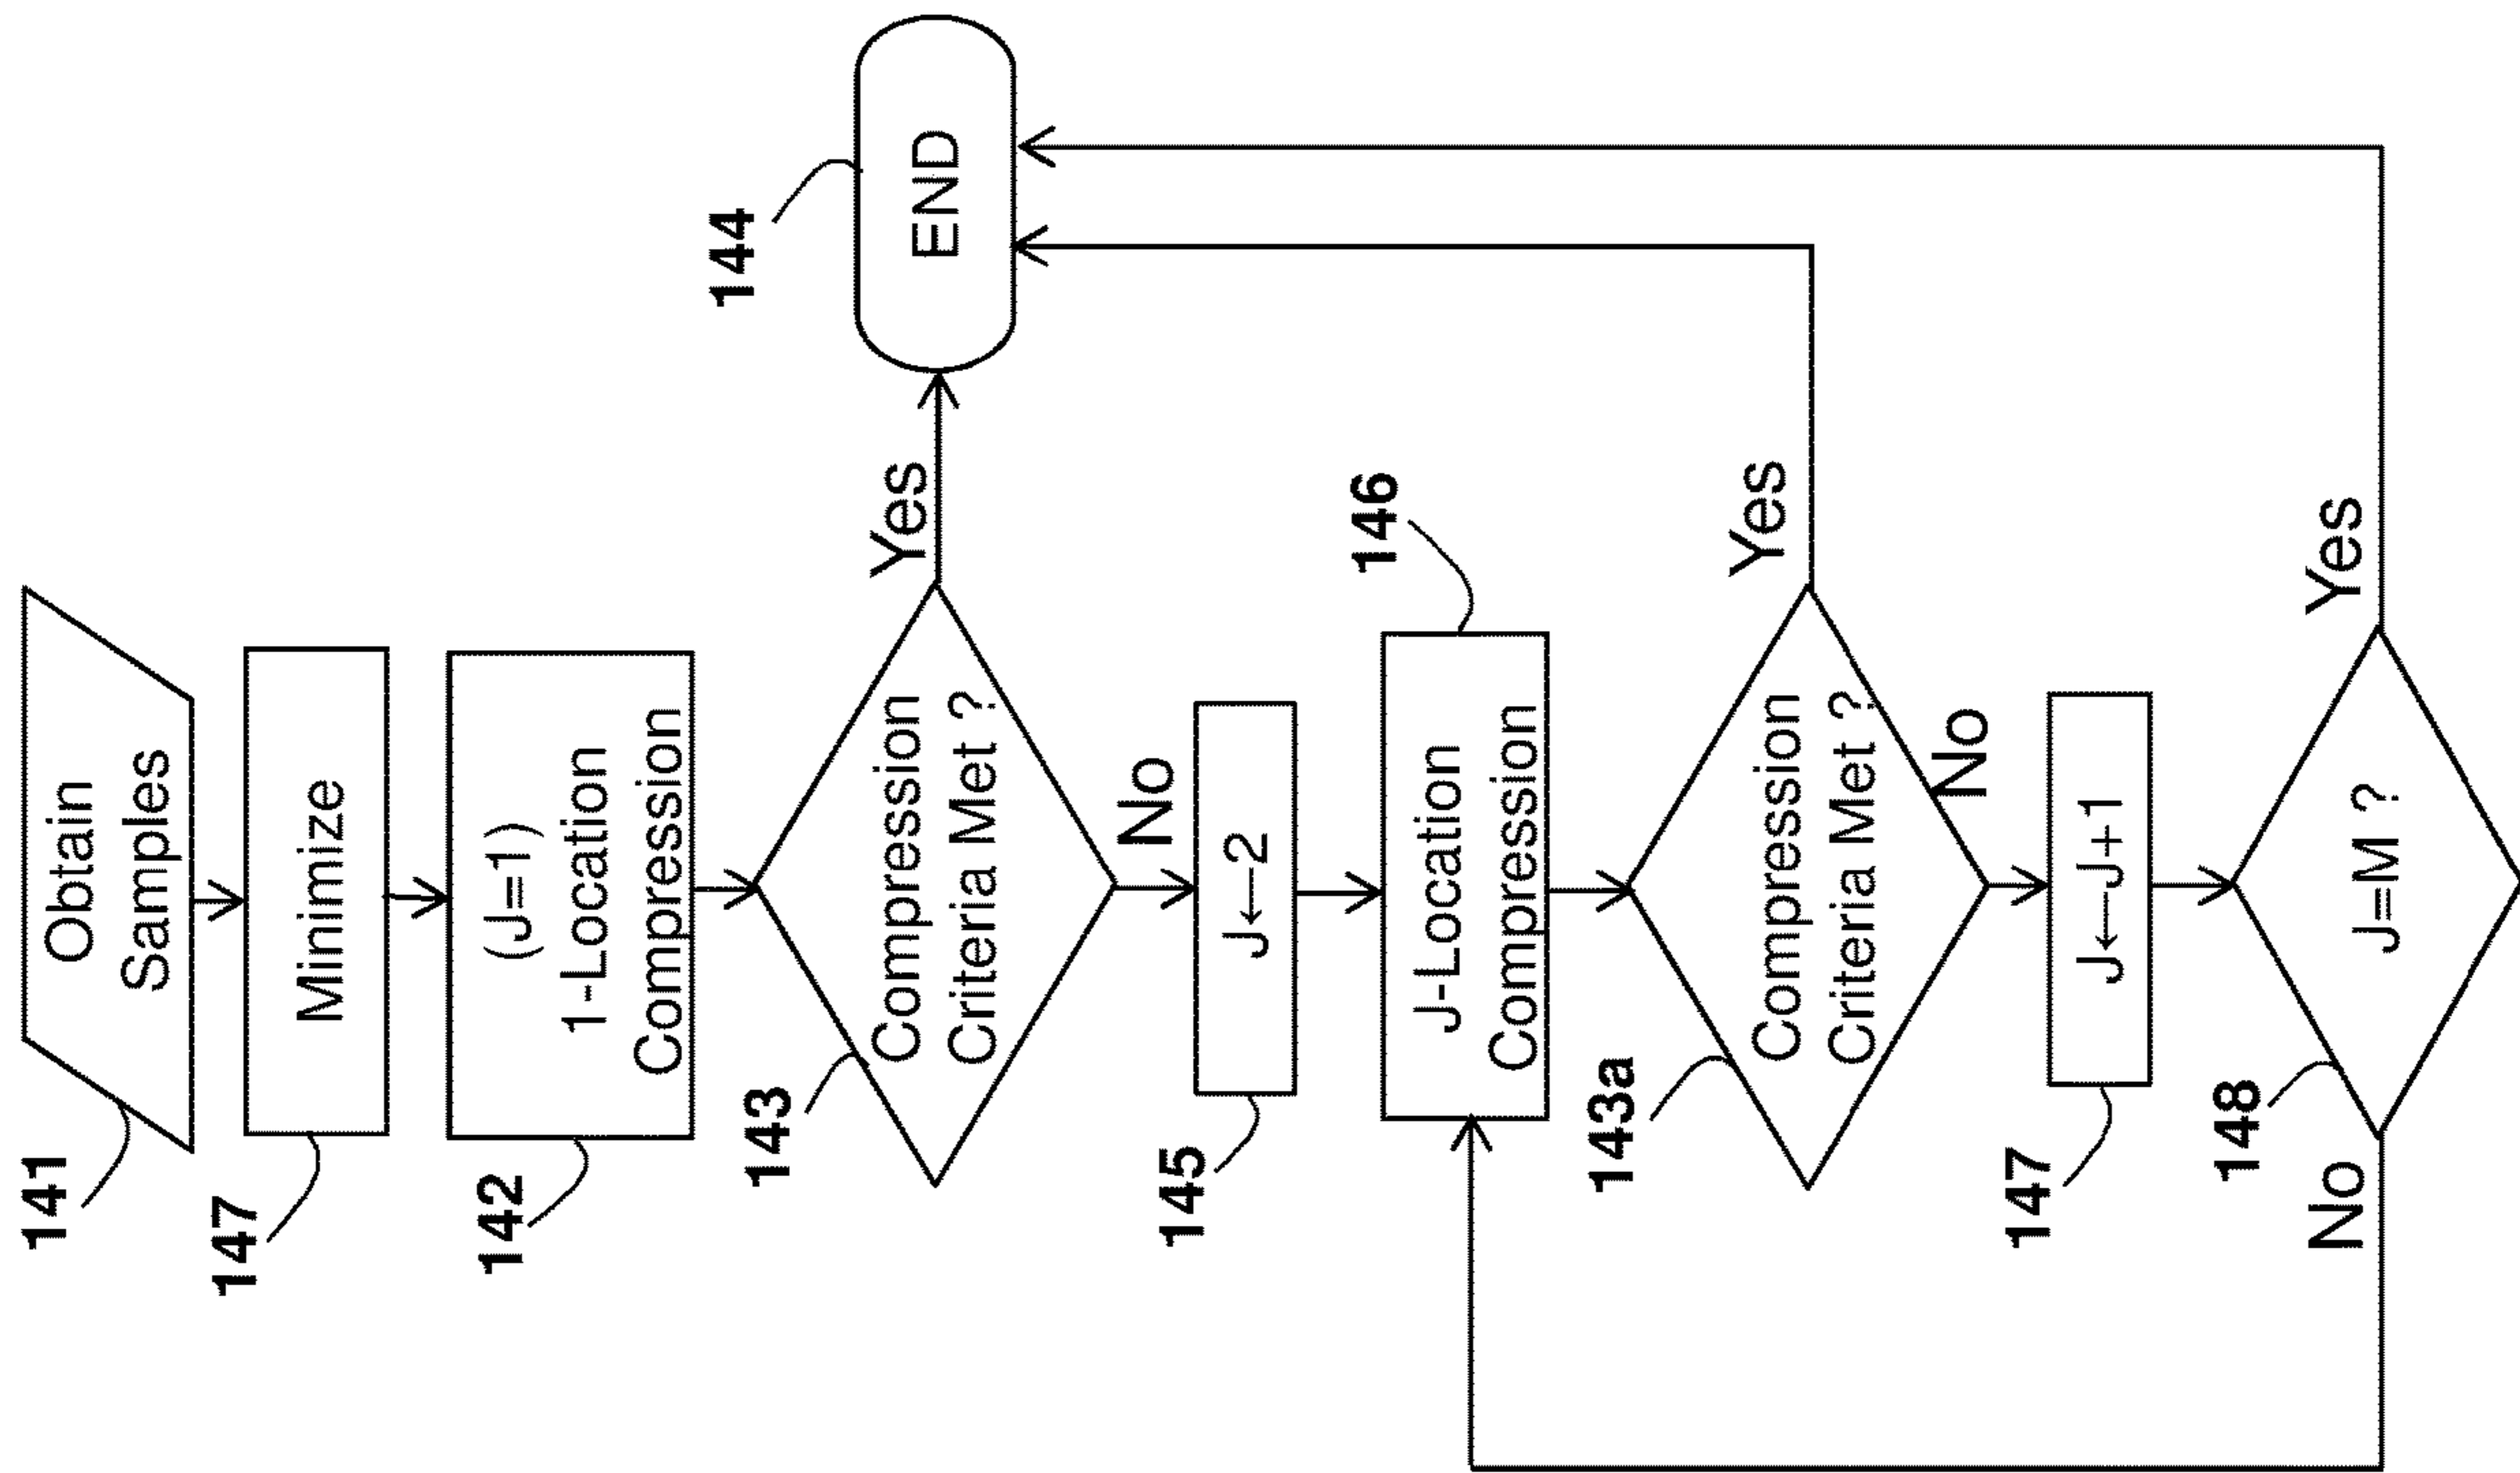 141
Obtain
Samples
147
Minimize
142
(J=1)
1-Location
Compression
143
Compression
Criteria Met ?
Yes
144
END
No
145
J←2
146
J-Location
Compression
143a
Compression
Criteria Met ?
Yes
No
147
J←J+1
148
J=M ?
Yes
No